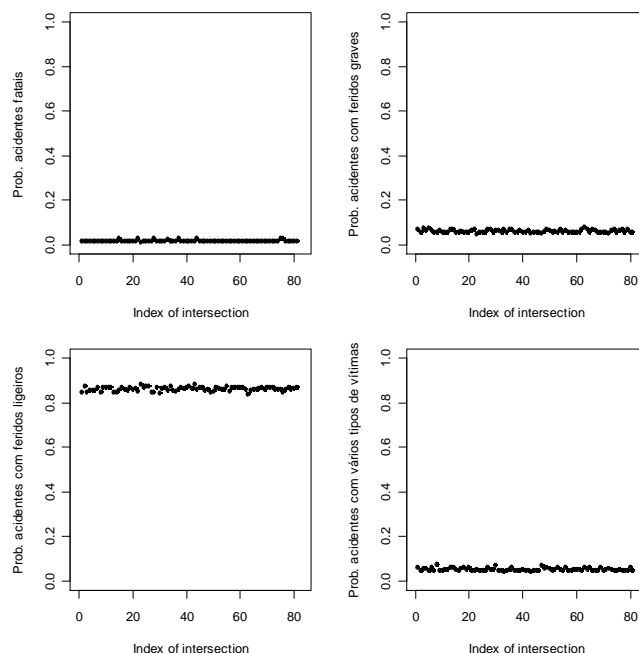 Prob. acidentes fatais
1.0
0.8
0.6
0.4
0.2
0.0
0 20 40 60 80
Index of intersection
Prob. acidentes com feridos graves
1.0
0.8
0.6
0.4
0.2
0.0
0 20 40 60 80
Index of intersection
Prob. acidentes com feridos ligeiros
1.0
0.8
0.6
0.4
0.2
0.0
0 20 40 60 80
Index of intersection
Prob. acidentes com vários tipos de vítimas
1.0
0.8
0.6
0.4
0.2
0.0
0 20 40 60 80
Index of intersection